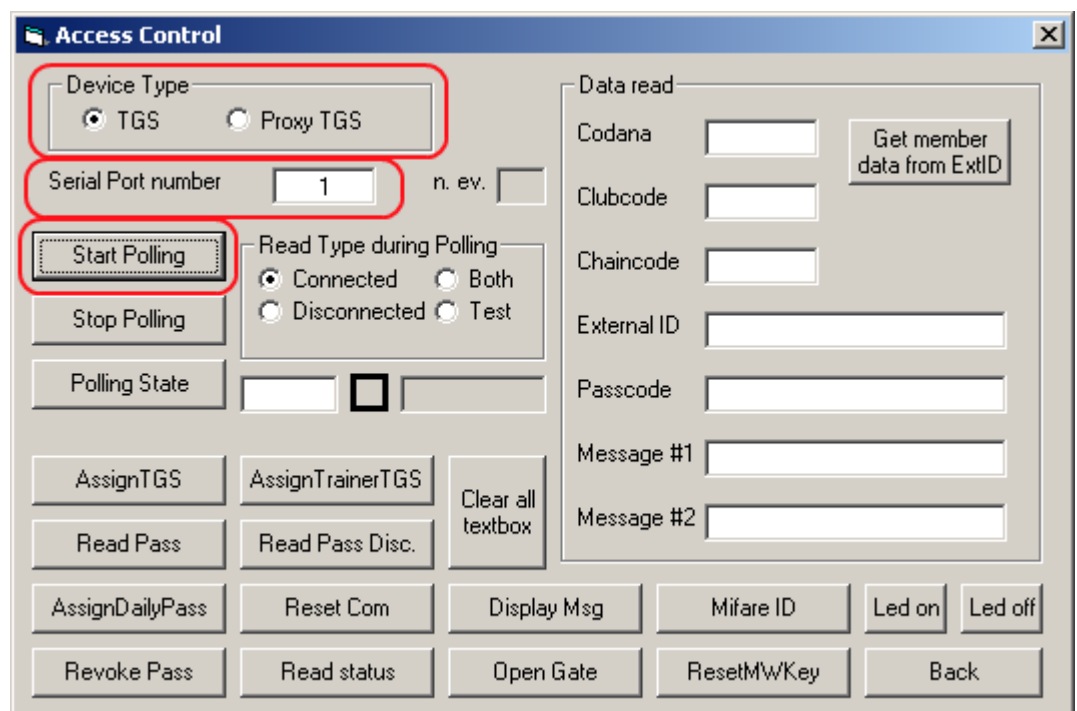 Access Control
Device Type
TGS
Proxy TGS
Serial Port number
1
n. ev.
Start Polling
Stop Polling
Polling State
Read Type during Polling
Connected
Both
Disconnected
Test
AssignTGS
AssignTrainerTGS
Clear all
textbox
Read Pass
Read Pass Disc.
Data read
Codana
Get member
data from ExtID
Clubcode
Chaincode
External ID
Passcode
Message #1
Message #2
AssignDailyPass
Reset Com
Display Msg
Mifare ID
Led on
Led off
Revoke Pass
Read status
Open Gate
ResetMWKey
Back